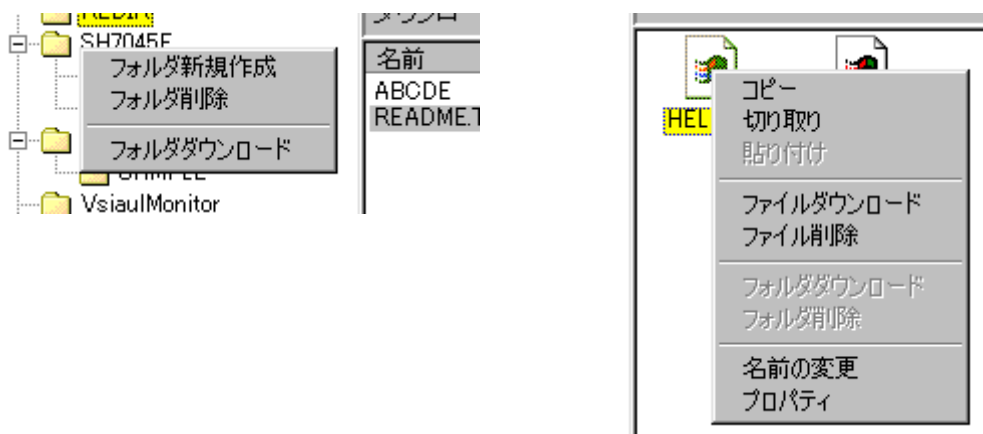 REDIR
SH7045F
フォルダ新規作成
フォルダ削除
フォルダダウンロード
VsiaulMonitor
名前
ABCDE
README.T
HEL
コピー
切り取り
貼り付け
ファイルダウンロード
ファイル削除
フォルダダウンロード
フォルダ削除
名前の変更
プロパティ